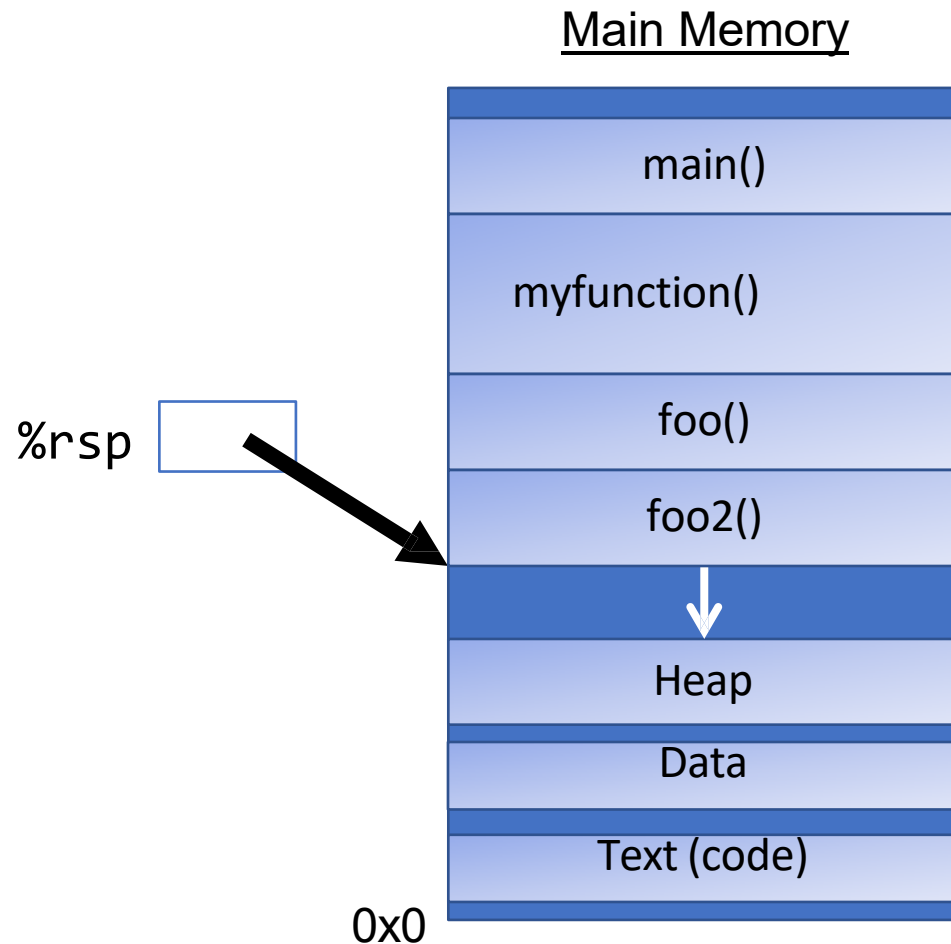 Main Memory
main()
myfunction()
foo()
%rsp
foo2()
Heap
Data
Text (code)
0x0